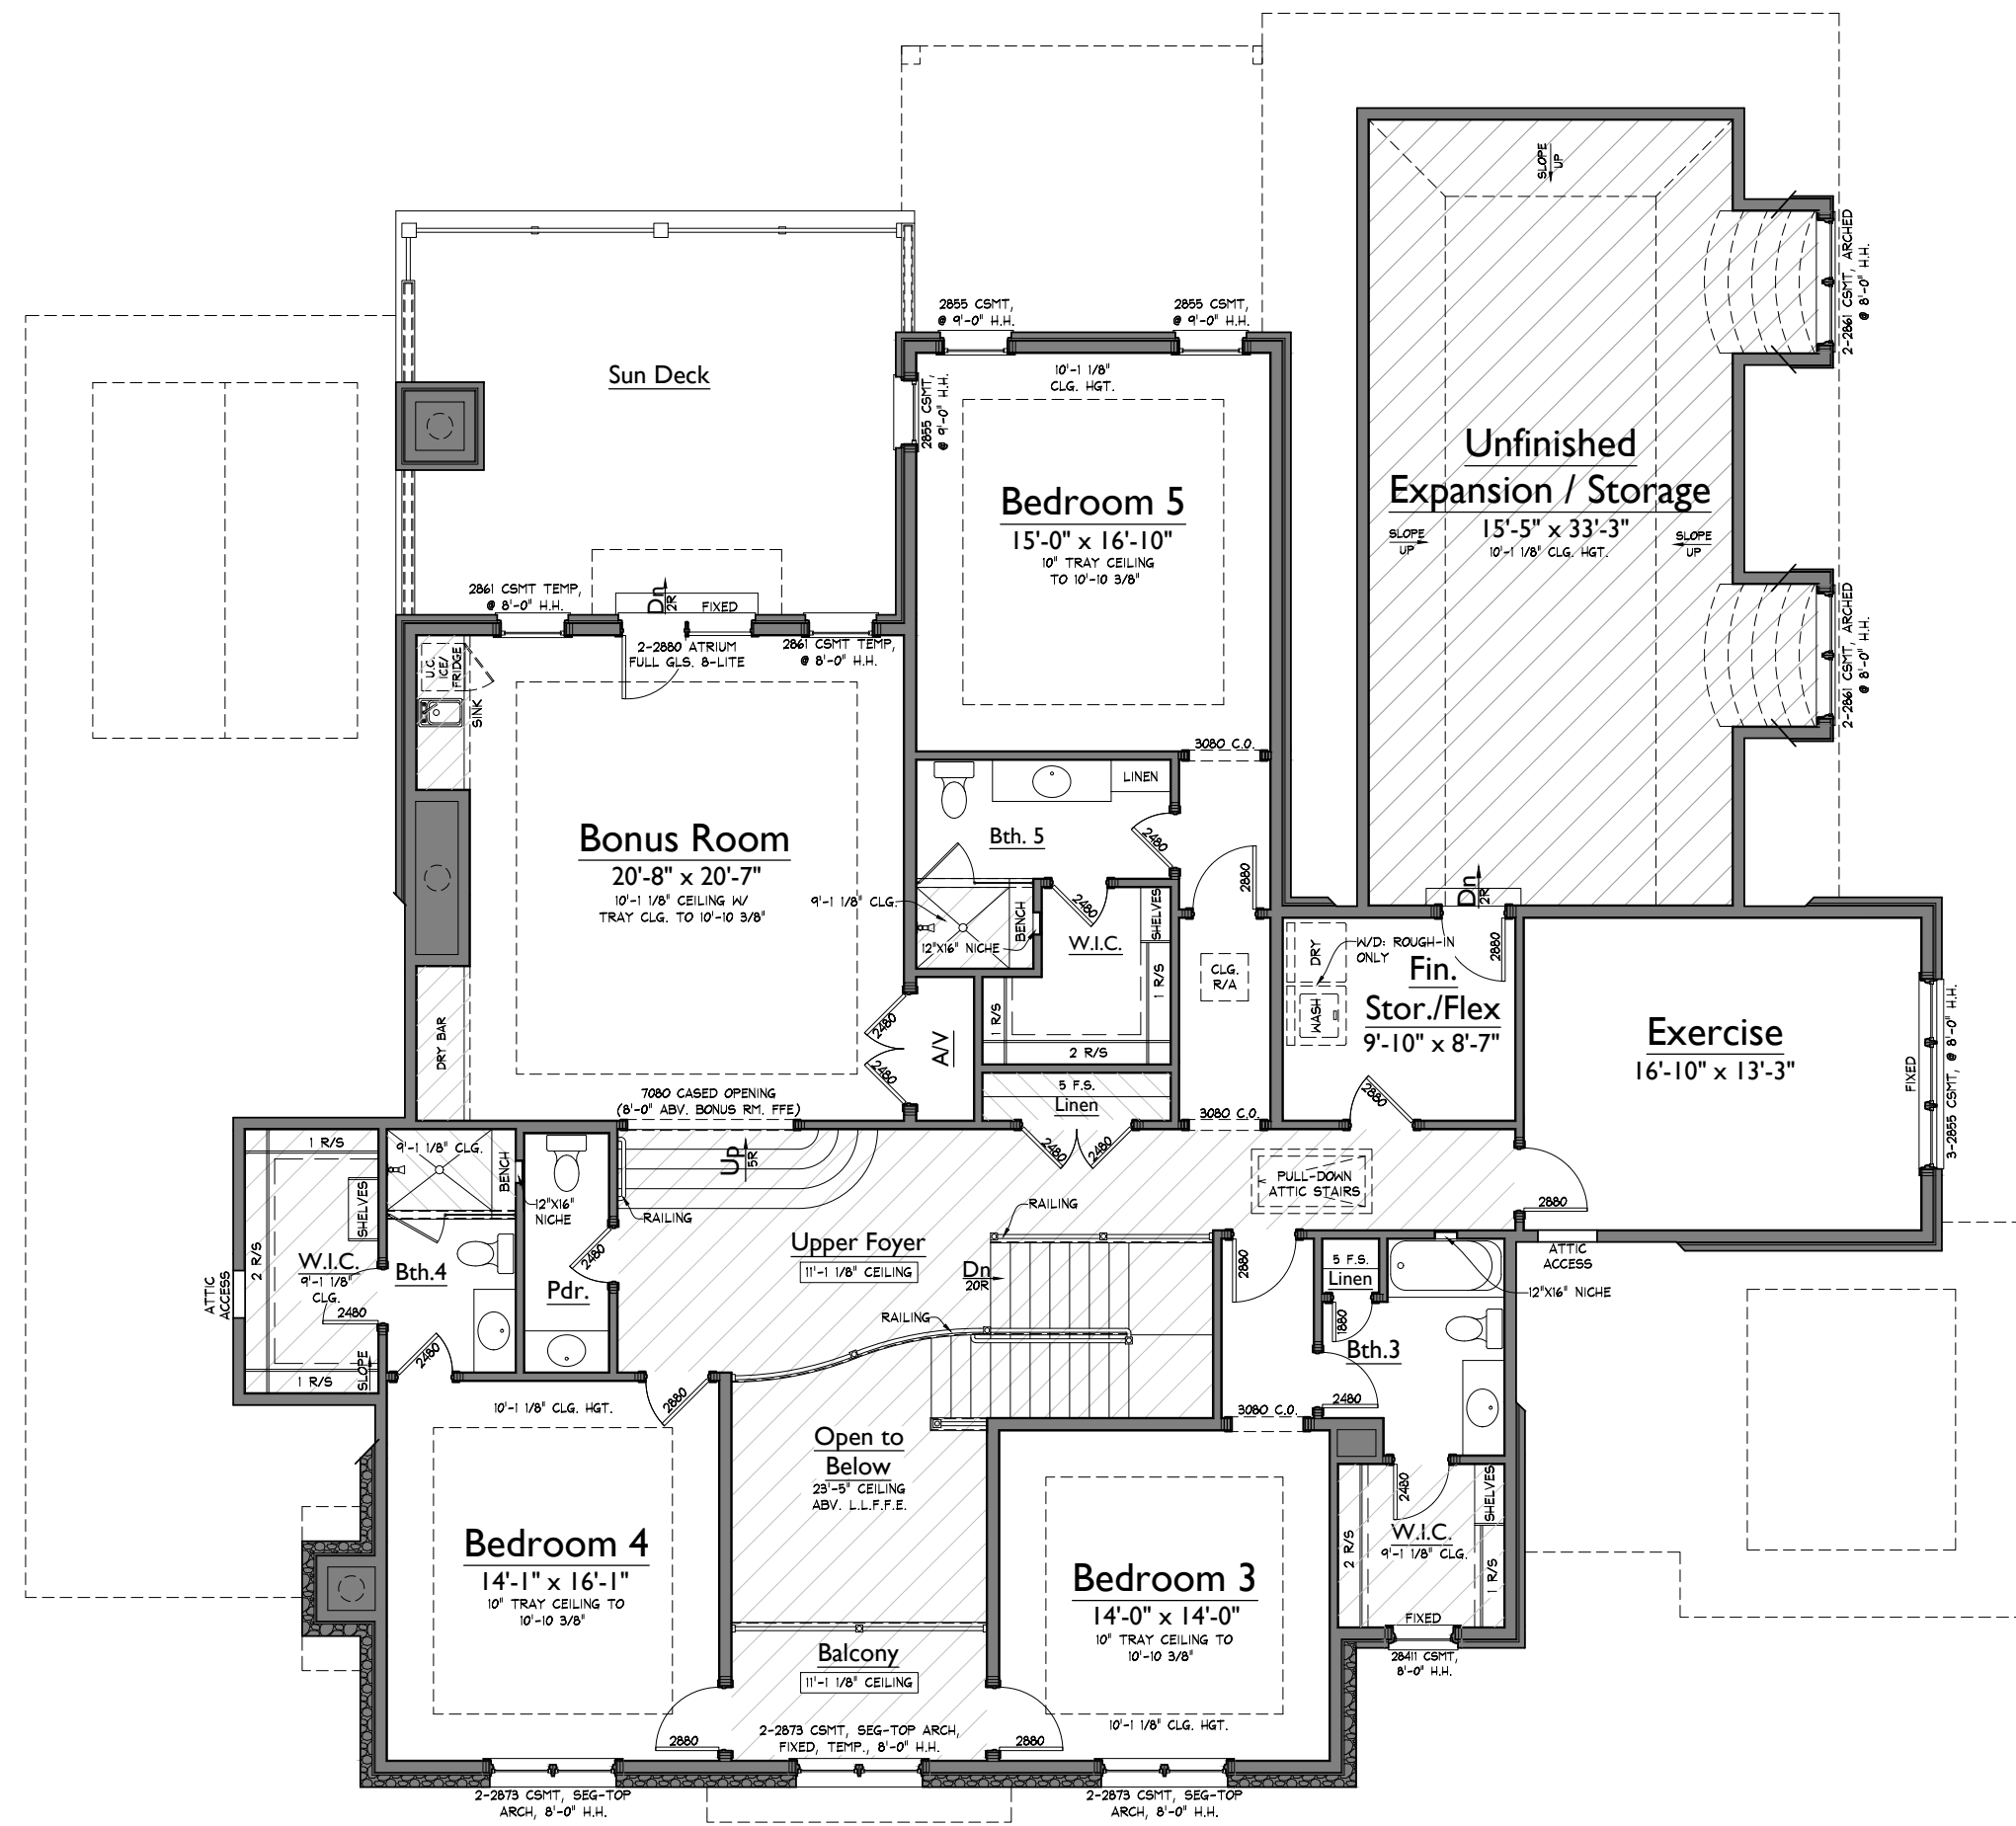 SLOPE
UP
2-2861 CSMT, ARCHED
@ 8'-0" H.H.
2855 CSMT,
@ 9'-0" H.H.
2855 CSMT,
@ 9'-0" H.H.
Sun Deck
2855 CSMT,
@ 9'-0" H.H.
10'-1 1/8"
CLG. HGT.
Bedroom 5
15'-0" x 16'-10"
10" TRAY CEILING
TO 10'-10 3/8"
Unfinished
Expansion / Storage
15'-5" x 33'-3"
10'-1 1/8" CLG. HGT.
SLOPE
UP
SLOPE
UP
2-2861 CSMT, ARCHED
@ 8'-0" H.H.
2861 CSMT TEMP,
@ 8'-0" H.H.
Dn
2R
FIXED
2-2880 ATRIUM
FULL GLS. 8-LITE
2861 CSMT TEMP,
@ 8'-0" H.H.
U.C.
ICE/
FRIDGE
SINK
3080 C.O.
LINEN
Bth. 5
2480
Bonus Room
20'-8" x 20'-7"
10'-1 1/8" CEILING W/
TRAY CLG. TO 10'-10 3/8"
9'-1 1/8" CLG.
BENCH
12"X16" NICHE
2480
W.I.C.
SHELVES
1 R/S
1 R/S
2 R/S
2880
CLG.
R/A
Dn
2R
2880
DRY
WASH
W/D: ROUGH-IN
ONLY
Fin.
Stor./Flex
9'-10" x 8'-7"
Exercise
16'-10" x 13'-3"
FIXED
3-2855 CSMT, @ 8'-0" H.H.
DRY BAR
2480
A/V
2480
7080 CASED OPENING
(8'-0" ABV. BONUS RM. FFE)
5 F.S.
Linen
2480
2480
3080 C.O.
2880
1 R/S
9'-1 1/8" CLG.
BENCH
12"X16"
NICHE
SHELVES
Up
5R
RAILING
PULL-DOWN
ATTIC STAIRS
2880
RAILING
2 R/S
W.I.C.
9'-1 1/8"
CLG.
2480
ATTIC
ACCESS
Bth.4
2480
Pdr.
Upper Foyer
11'-1 1/8" CEILING
Dn
20R
RAILING
2880
5 F.S.
Linen
1880
ATTIC
ACCESS
12"X16" NICHE
Bth.3
2480
1 R/S
SLOPE
2480
2880
10'-1 1/8" CLG. HGT.
3080 C.O.
Open to
Below
23'-5" CEILING
ABV. L.L.F.F.E.
2480
SHELVES
W.I.C.
9'-1 1/8" CLG.
2 R/S
1 R/S
FIXED
28411 CSMT,
8'-0" H.H.
Bedroom 4
14'-1" x 16'-1"
10" TRAY CEILING TO
10'-10 3/8"
Bedroom 3
14'-0" x 14'-0"
10" TRAY CEILING TO
10'-10 3/8"
Balcony
11'-1 1/8" CEILING
10'-1 1/8" CLG. HGT.
2880
2-2873 CSMT, SEG-TOP ARCH,
FIXED, TEMP., 8'-0" H.H.
2880
2-2873 CSMT, SEG-TOP
ARCH, 8'-0" H.H.
2-2873 CSMT, SEG-TOP
ARCH, 8'-0" H.H.